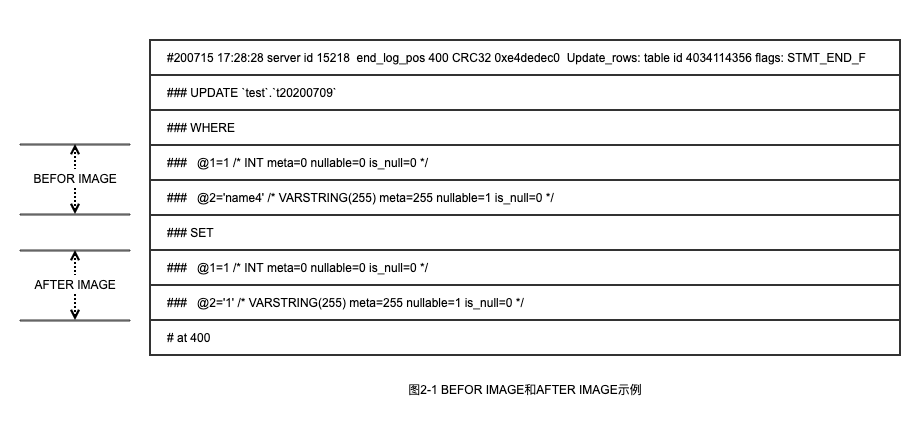 #200715 17:28:28 server id 15218  end_log_pos 400 CRC32 0xe4dedec0  Update_rows: table id 4034114356 flags: STMT_END_F
### UPDATE `test`.`t20200709`
### WHERE
BEFOR IMAGE
###   @1=1 /* INT meta=0 nullable=0 is_null=0 */
###   @2='name4' /* VARSTRING(255) meta=255 nullable=1 is_null=0 */
### SET
AFTER IMAGE
###   @1=1 /* INT meta=0 nullable=0 is_null=0 */
###   @2='1' /* VARSTRING(255) meta=255 nullable=1 is_null=0 */
# at 400
图2-1 BEFOR IMAGE和AFTER IMAGE示例